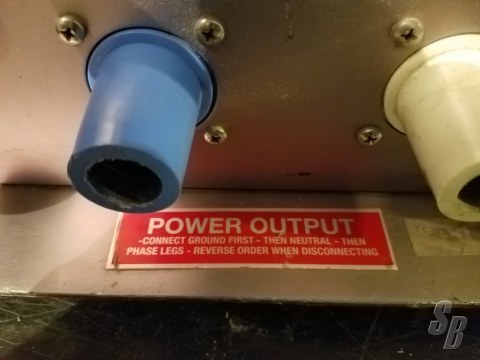 POWER OUTPUT
-CONNECT GROUND FIRST - THEN NEUTRAL - THEN
PHASE LEGS - REVERSE ORDER WHEN DISCONNECTING
SB